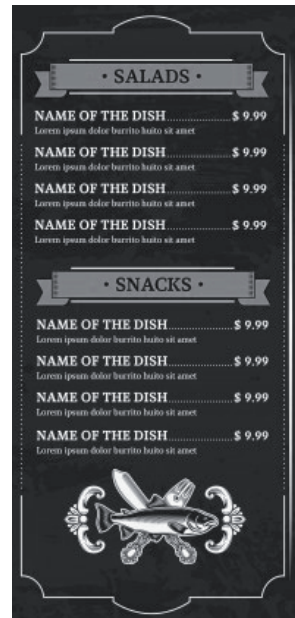 • SALADS •
NAME OF THE DISH.................$ 9.99
Lorem ipsum dolor burrito huito sit amet
NAME OF THE DISH.................$ 9.99
Lorem ipsum dolor burrito huito sit amet
NAME OF THE DISH.................$ 9.99
Lorem ipsum dolor burrito huito sit amet
NAME OF THE DISH.................$ 9.99
Lorem ipsum dolor burrito huito sit amet
• SNACKS •
NAME OF THE DISH.................$ 9.99
Lorem ipsum dolor burrito huito sit amet
NAME OF THE DISH.................$ 9.99
Lorem ipsum dolor burrito huito sit amet
NAME OF THE DISH.................$ 9.99
Lorem ipsum dolor burrito huito sit amet
NAME OF THE DISH.................$ 9.99
Lorem ipsum dolor burrito huito sit amet